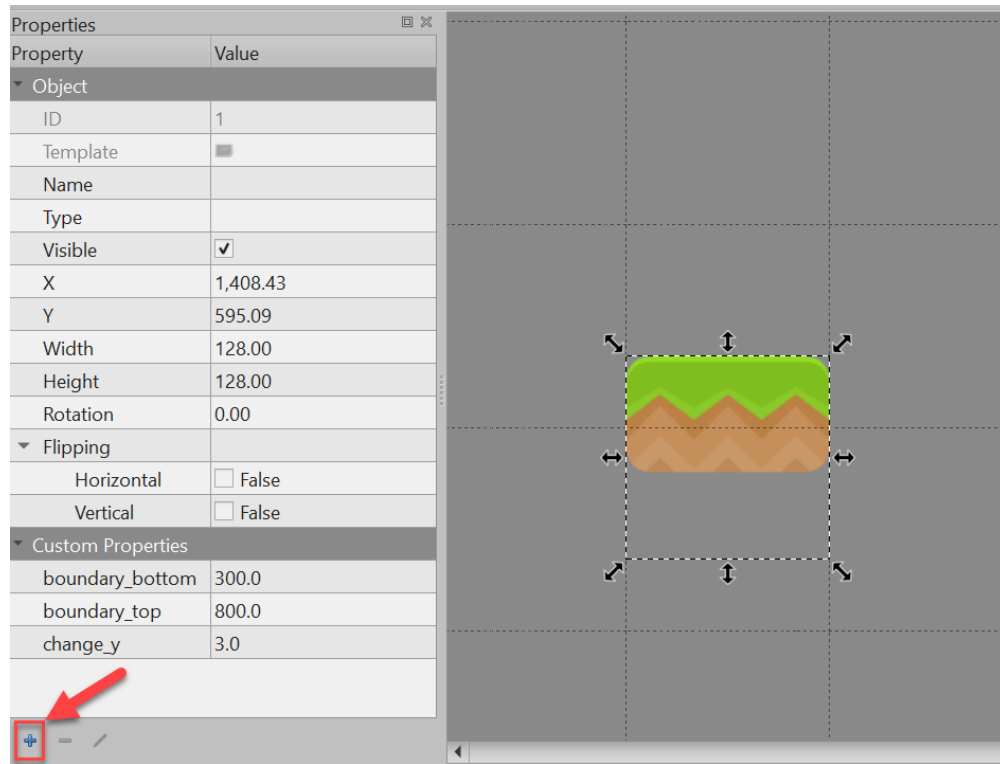 Properties
Property Value
Object
ID 1
Template
Name
Type
Visible
X 1,408.43
Y 595.09
Width 128.00
Height 128.00
Rotation 0.00
Flipping
Horizontal False
Vertical False
Custom Properties
boundary_bottom 300.0
boundary_top 800.0
change_y 3.0